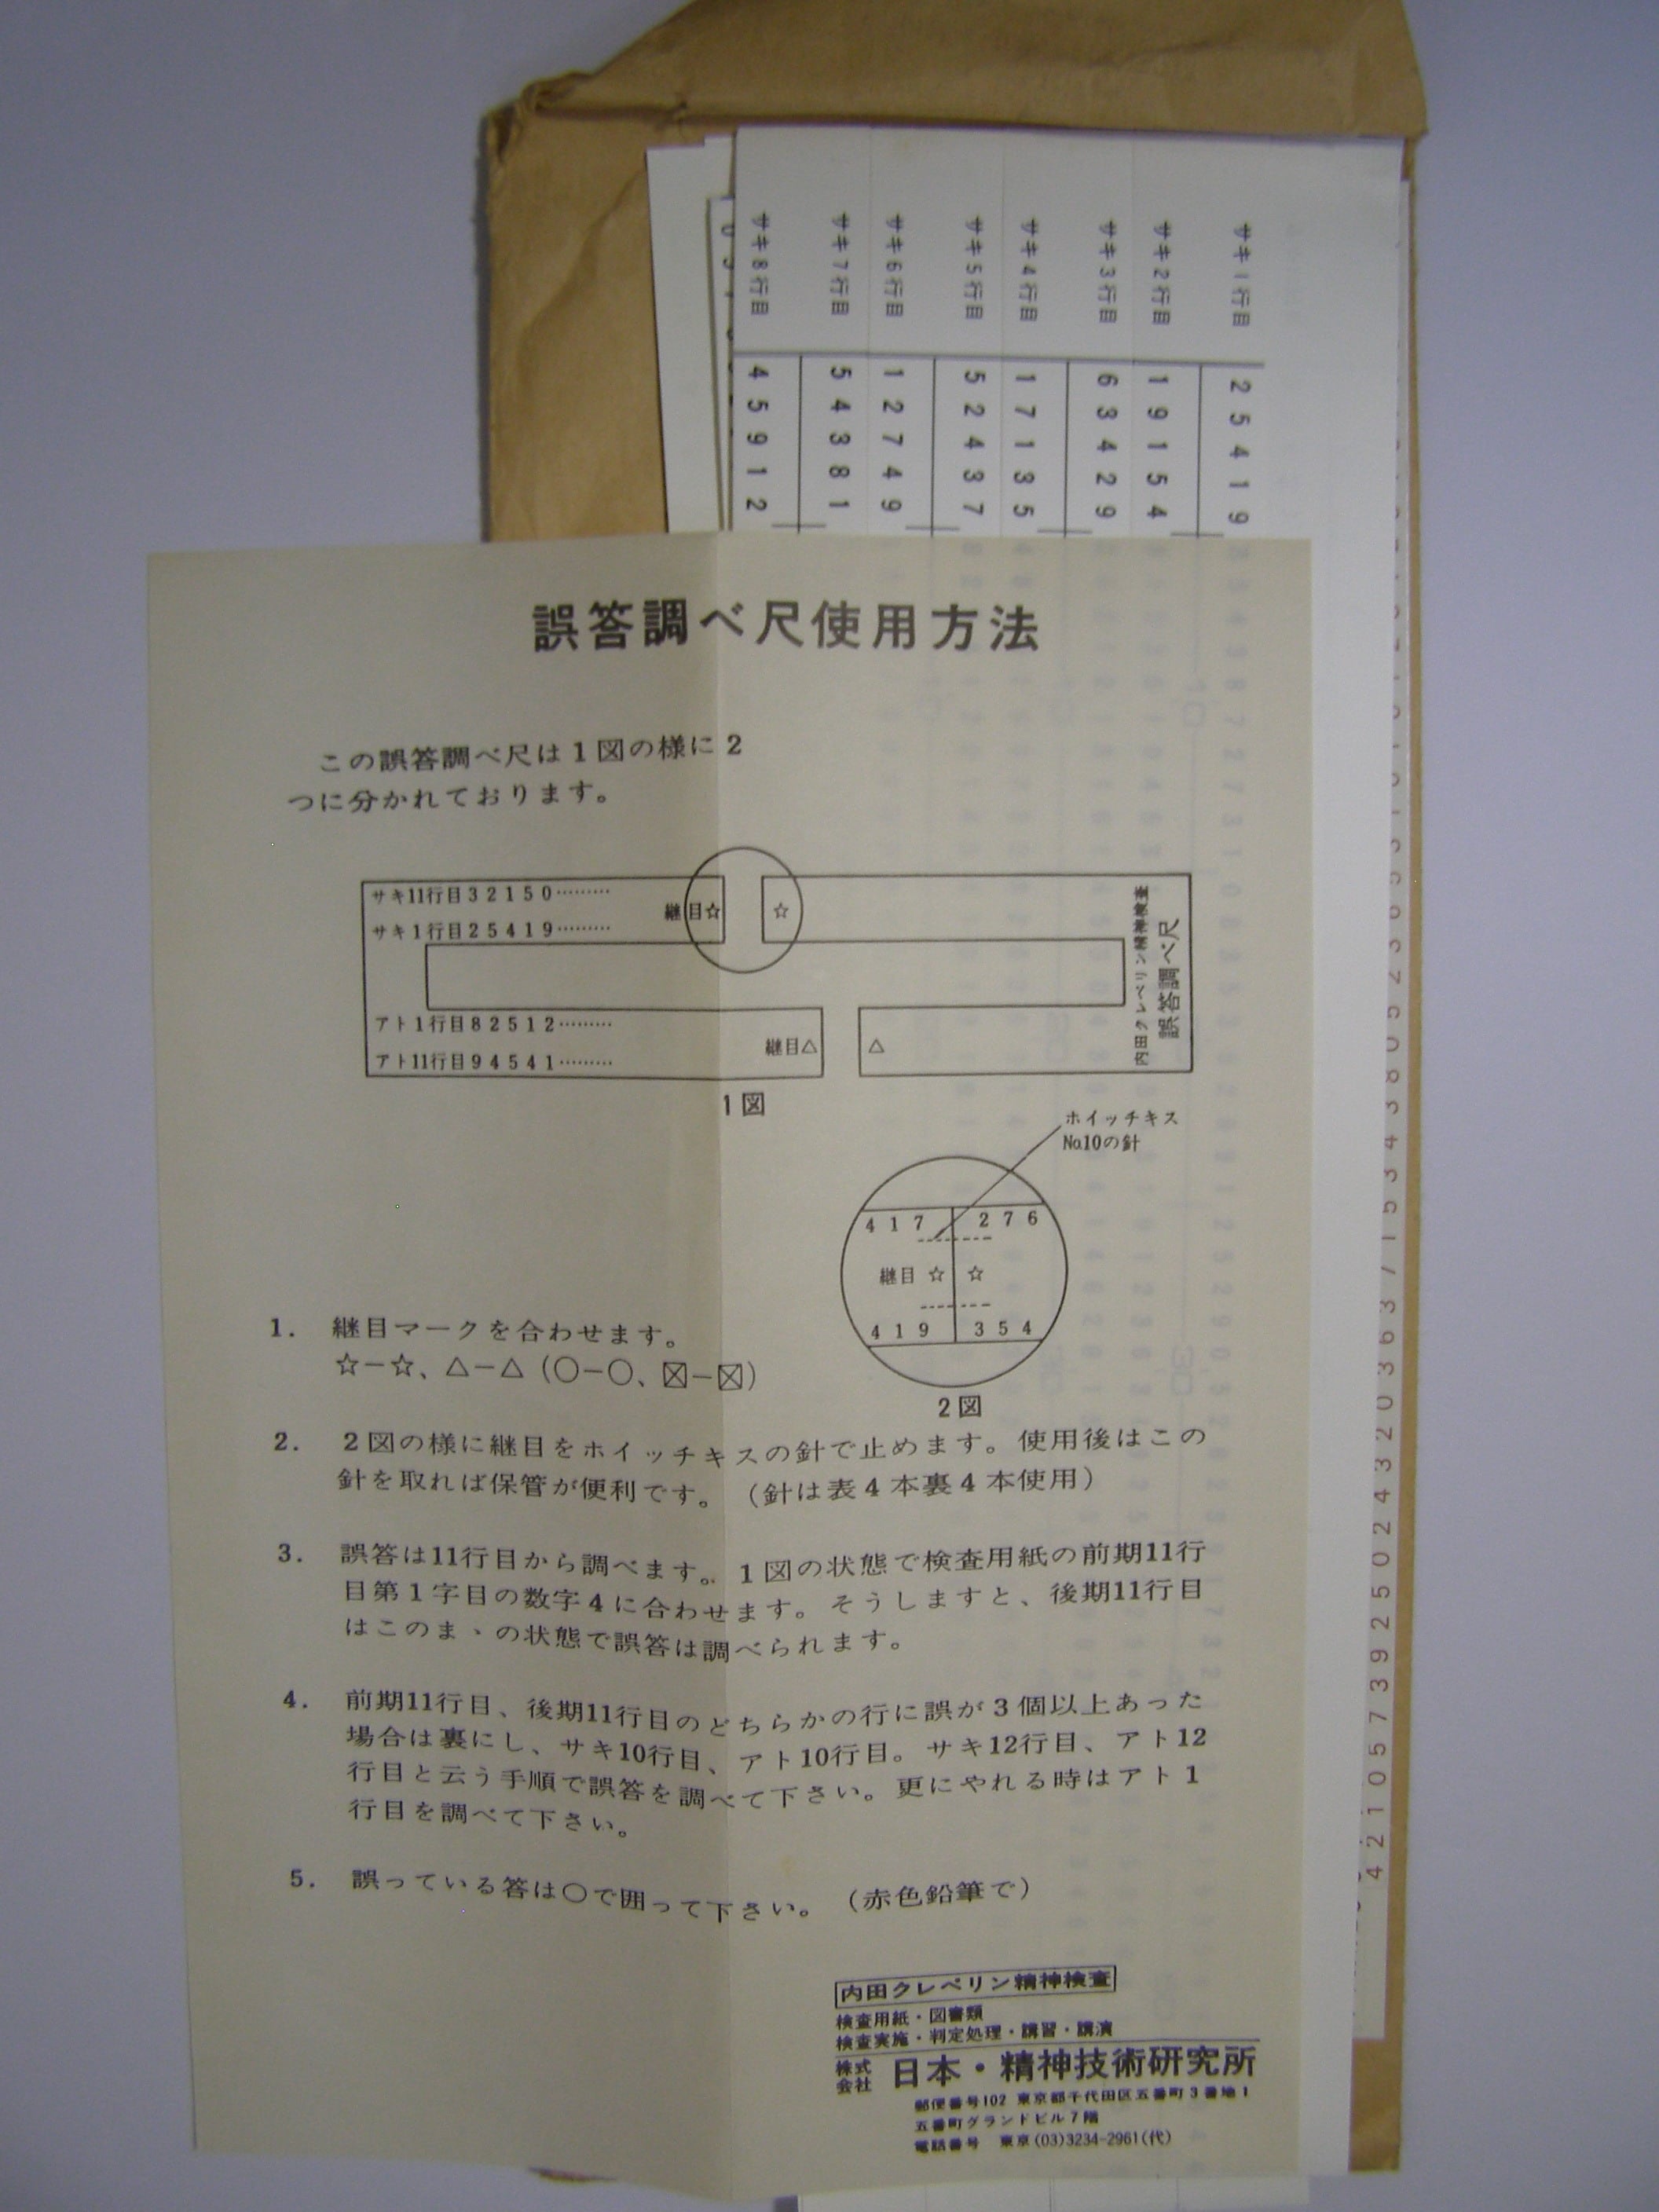 サキ8行目
サキ7行目
サキ6行目
サキ5行目
サキ4行目
サキ3行目
サキ2行目
サキ1行目
4 5 9 1 2
5 4 3 8 1
1 2 7 4 9
5 2 4 3 7
1 7 1 3 5
6 3 4 2 9
1 9 1 5 4
2 5 4 1 9
誤答調べ尺使用方法
この誤答調べ尺は1図の様に2
つに分かれております。
サキ11行目32150………
サキ1行目25419………
継目☆
☆
アト1行目82512………
アト11行目94541………
継目△
△
内田クレペリン精神検査
誤答調べ尺
1図
ホイッチキス
No.10の針
4 1 7 2 7 6
継目 ☆ ☆
4 1 9 3 5 4
2図
1. 継目マークを合わせます。
☆−☆、△−△(○−○、☒−☒)
2. 2図の様に継目をホイッチキスの針で止めます。使用後はこの
針を取れば保管が便利です。(針は表4本裏4本使用)
3. 誤答は11行目から調べます。1図の状態で検査用紙の前期11行
目第1字目の数字4に合わせます。そうしますと、後期11行目
はこのまゝの状態で誤答は調べられます。
4. 前期11行目、後期11行目のどちらかの行に誤が3個以上あった
場合は裏にし、サキ10行目、アト10行目。サキ12行目、アト12
行目と云う手順で誤答を調べて下さい。更にやれる時はアト1
行目を調べて下さい。
5. 誤っている答は○で囲って下さい。(赤色鉛筆で)
内田クレペリン精神検査
検査用紙・図書類
検査実施・判定処理・講習・講演
株式会社 日本・精神技術研究所
郵便番号102 東京都千代田区五番町3番地1
五番町グランドビル7階
電話番号 東京(03)3234-2961(代)